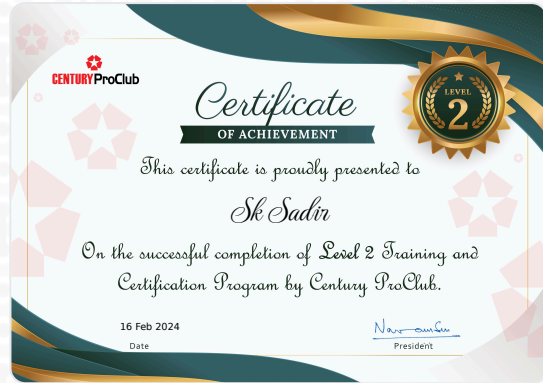 CENTURY ProClub
LEVEL
2
Certificate
OF ACHIEVEMENT
This certificate is proudly presented to
Sk Sadir
On the successful completion of Level 2 Training and
Certification Program by Century ProClub.
16 Feb 2024
Date
President